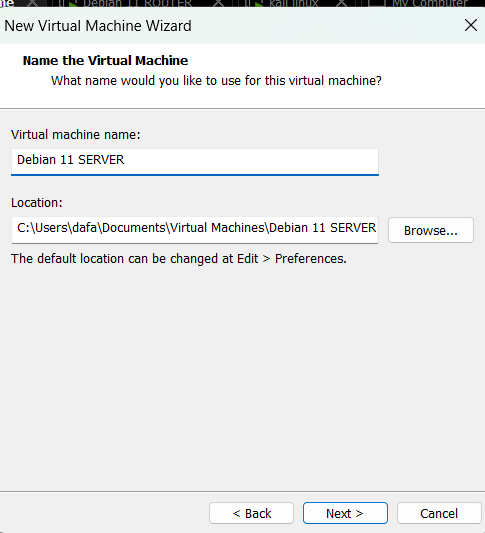 Debian 11 ROUTER
kali linux
My Computer
New Virtual Machine Wizard
Name the Virtual Machine
What name would you like to use for this virtual machine?
Virtual machine name:
Debian 11 SERVER
Location:
C:\Users\dafa\Documents\Virtual Machines\Debian 11 SERVER
Browse...
The default location can be changed at Edit > Preferences.
< Back
Next >
Cancel